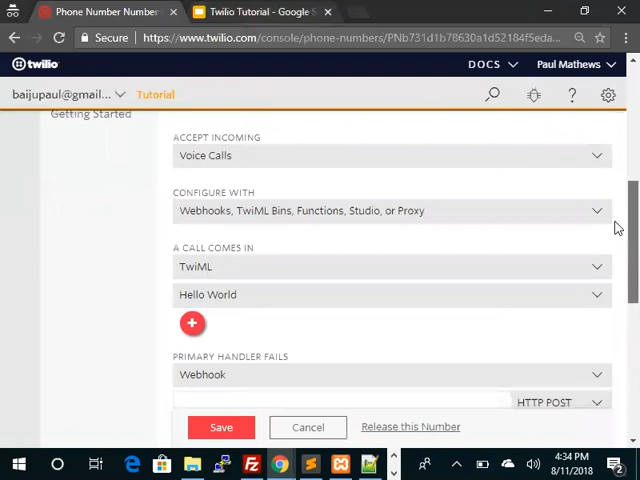 Phone Number Number
Twilio Tutorial - Google S
Secure
https://www.twilio.com/console/phone-numbers/PNb731d1b78630a1d52184f5eda...
twilio
DOCS
Paul Mathews
baijupaul@gmail...
Tutorial
Getting Started
ACCEPT INCOMING
Voice Calls
CONFIGURE WITH
Webhooks, TwiML Bins, Functions, Studio, or Proxy
A CALL COMES IN
TwiML
Hello World
PRIMARY HANDLER FAILS
Webhook
HTTP POST
Save
Cancel
Release this Number
4:34 PM
8/11/2018
2